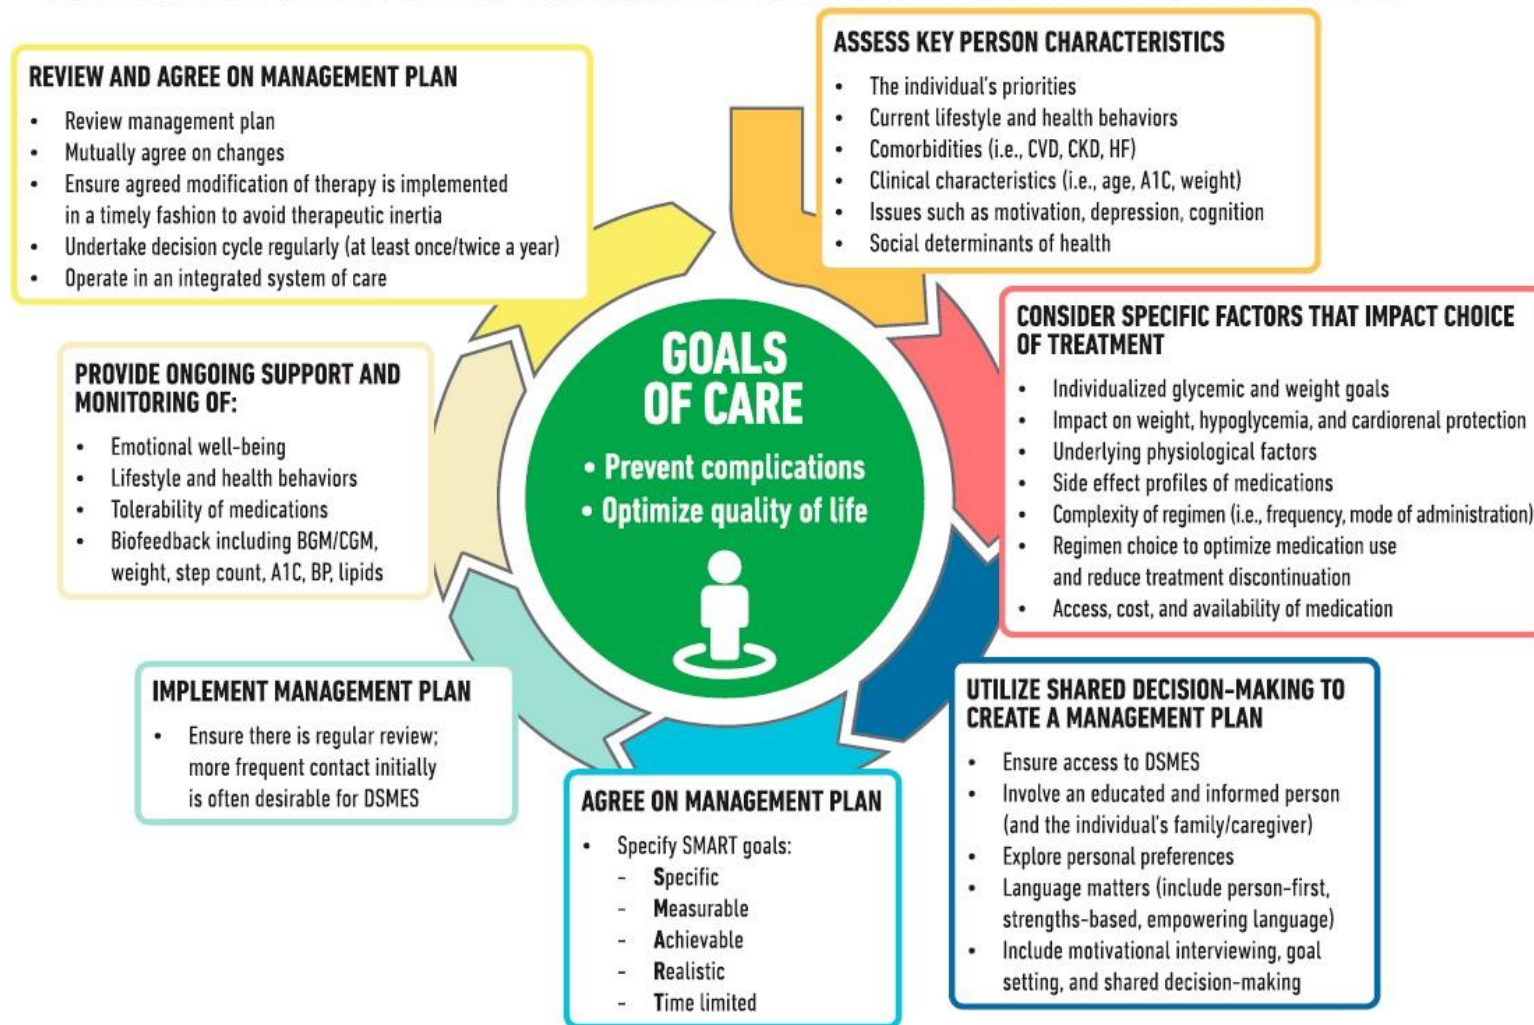 ASSESS KEY PERSON CHARACTERISTICS
• The individual's priorities
• Current lifestyle and health behaviors
• Comorbidities (i.e., CVD, CKD, HF)
• Clinical characteristics (i.e., age, A1C, weight)
• Issues such as motivation, depression, cognition
• Social determinants of health
CONSIDER SPECIFIC FACTORS THAT IMPACT CHOICE
OF TREATMENT
• Individualized glycemic and weight goals
• Impact on weight, hypoglycemia, and cardiorenal protection
• Underlying physiological factors
• Side effect profiles of medications
• Complexity of regimen (i.e., frequency, mode of administration)
• Regimen choice to optimize medication use
and reduce treatment discontinuation
• Access, cost, and availability of medication
UTILIZE SHARED DECISION-MAKING TO
CREATE A MANAGEMENT PLAN
• Ensure access to DSMES
• Involve an educated and informed person
(and the individual's family/caregiver)
• Explore personal preferences
• Language matters (include person-first,
strengths-based, empowering language)
• Include motivational interviewing, goal
setting, and shared decision-making
AGREE ON MANAGEMENT PLAN
• Specify SMART goals:
- Specific
- Measurable
- Achievable
- Realistic
- Time limited
IMPLEMENT MANAGEMENT PLAN
• Ensure there is regular review;
more frequent contact initially
is often desirable for DSMES
PROVIDE ONGOING SUPPORT AND
MONITORING OF:
• Emotional well-being
• Lifestyle and health behaviors
• Tolerability of medications
• Biofeedback including BGM/CGM,
weight, step count, A1C, BP, lipids
REVIEW AND AGREE ON MANAGEMENT PLAN
• Review management plan
• Mutually agree on changes
• Ensure agreed modification of therapy is implemented
in a timely fashion to avoid therapeutic inertia
• Undertake decision cycle regularly (at least once/twice a year)
• Operate in an integrated system of care
GOALS
OF CARE
• Prevent complications
• Optimize quality of life